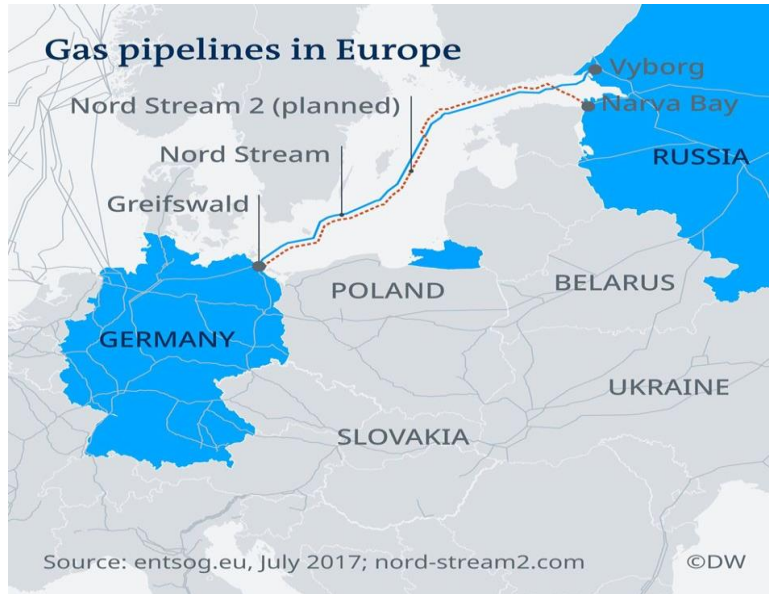 Gas pipelines in Europe
Vyborg
Nord Stream 2 (planned)
Narva Bay
Nord Stream
RUSSIA
Greifswald
POLAND
BELARUS
GERMANY
UKRAINE
SLOVAKIA
Source: entsog.eu, July 2017; nord-stream2.com
©DW